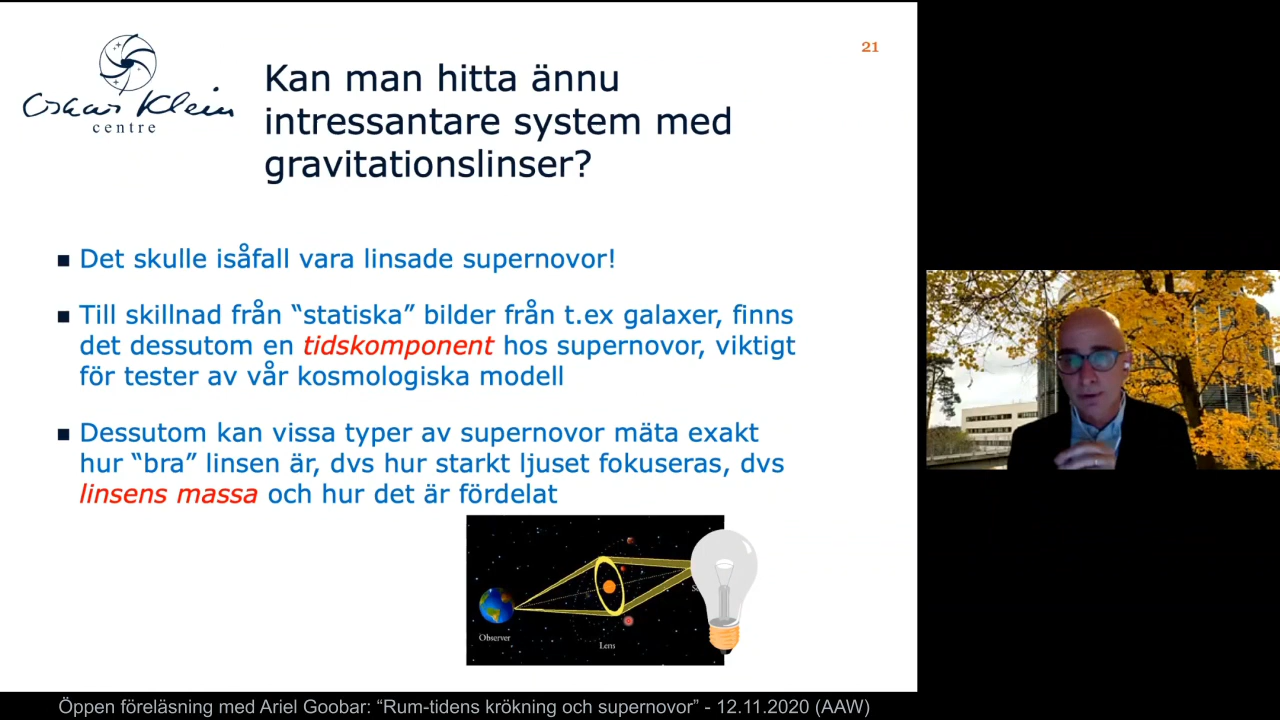 21
Oskar Klein
centre
Kan man hitta ännu
intressantare system med
gravitationslinser?
▪ Det skulle isåfall vara linsade supernovor!
▪ Till skillnad från “statiska” bilder från t.ex galaxer, finns
det dessutom en tidskomponent hos supernovor, viktigt
för tester av vår kosmologiska modell
▪ Dessutom kan vissa typer av supernovor mäta exakt
hur “bra” linsen är, dvs hur starkt ljuset fokuseras, dvs
linsens massa och hur det är fördelat
Observer
Lens
Öppen föreläsning med Ariel Goobar: “Rum-tidens krökning och supernovor” - 12.11.2020 (AAW)